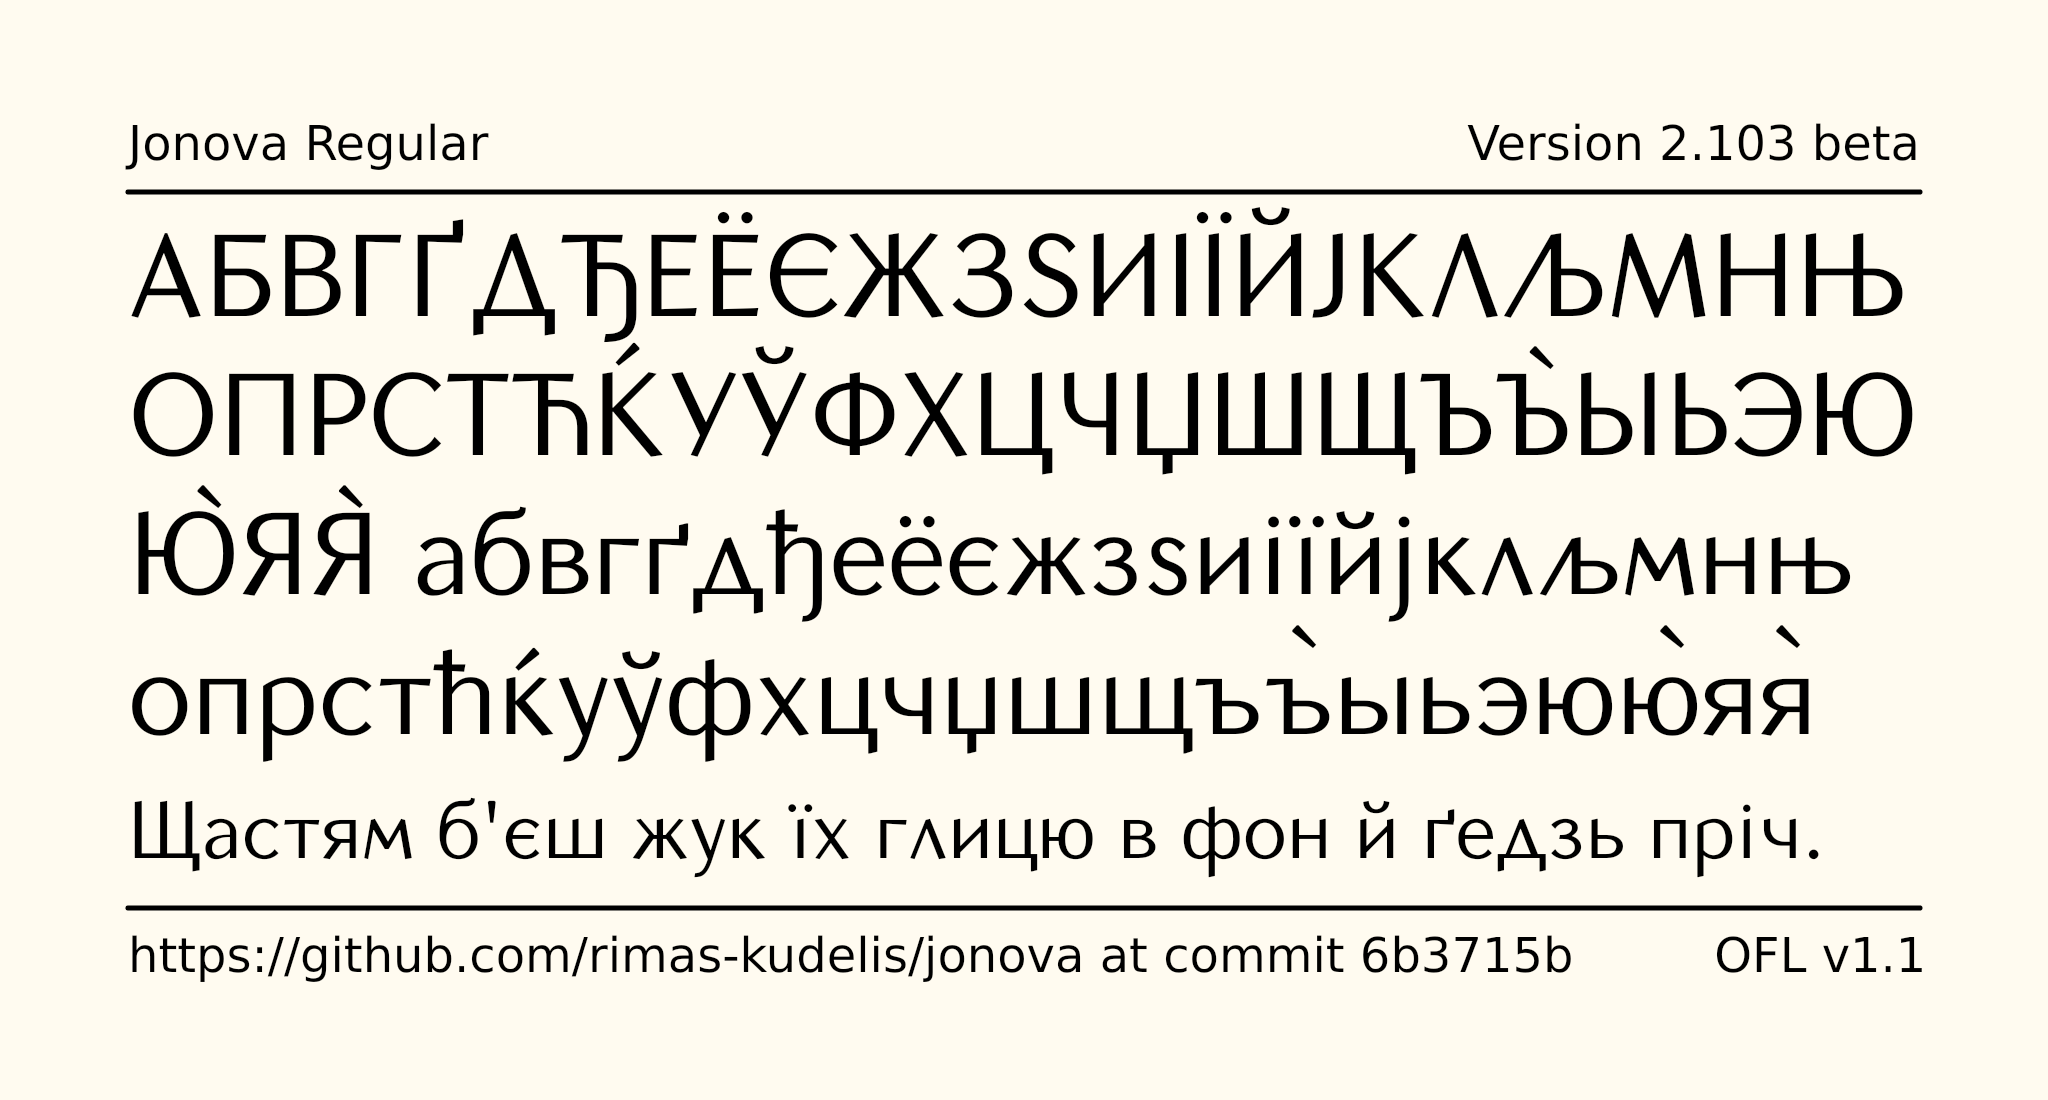 Jonova Regular
Version 2.103 beta
АБВГҐДЂЕЁЄЖЗЅИІЇЙЈКЛЉМНЊ
ОПРСТЋЌУЎФХЦЧЏШЩЪЪ̀ЫЬЭЮ
Ю̀ЯЯ̀ абвгґдђеёєжзѕиіїйјклљмнњ
опрстћќуўфхцчџшщъъ̀ыьэюю̀яя̀
Щастям б'єш жук їх глицю в фон й ґедзь пріч.
https://github.com/rimas-kudelis/jonova at commit 6b3715b
OFL v1.1